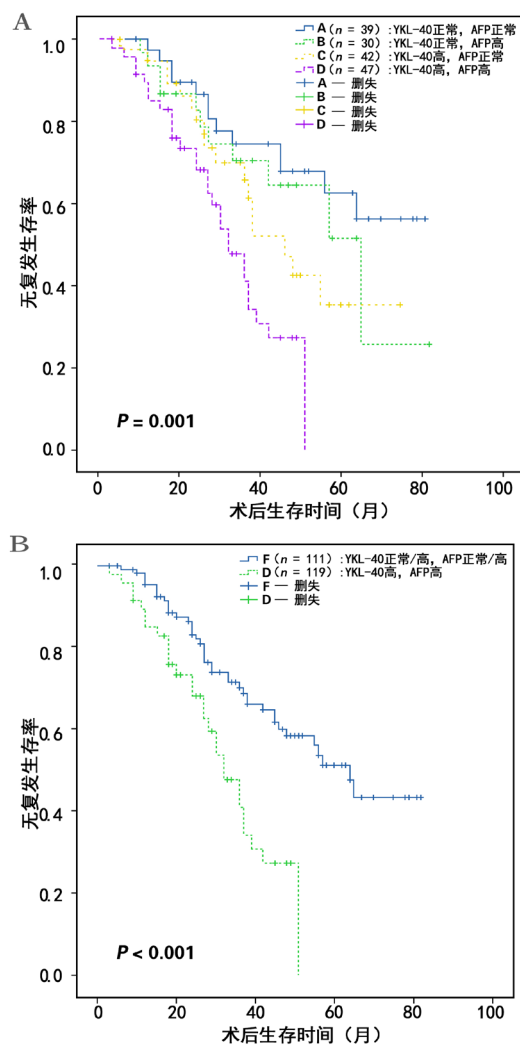 A
A (n = 39) : YKL-40正常, AFP正常
B (n = 30) : YKL-40正常, AFP高
C (n = 42) : YKL-40高, AFP正常
D (n = 47) : YKL-40高, AFP高
A — 删失
B — 删失
C — 删失
D — 删失
1.0
0.8
0.6
0.4
0.2
0.0
无复发生存率
P = 0.001
0 20 40 60 80 100
术后生存时间（月）
B
F (n = 111) : YKL-40正常/高, AFP正常/高
D (n = 119) : YKL-40高, AFP高
F — 删失
D — 删失
1.0
0.8
0.6
0.4
0.2
0.0
无复发生存率
P < 0.001
0 20 40 60 80 100
术后生存时间（月）